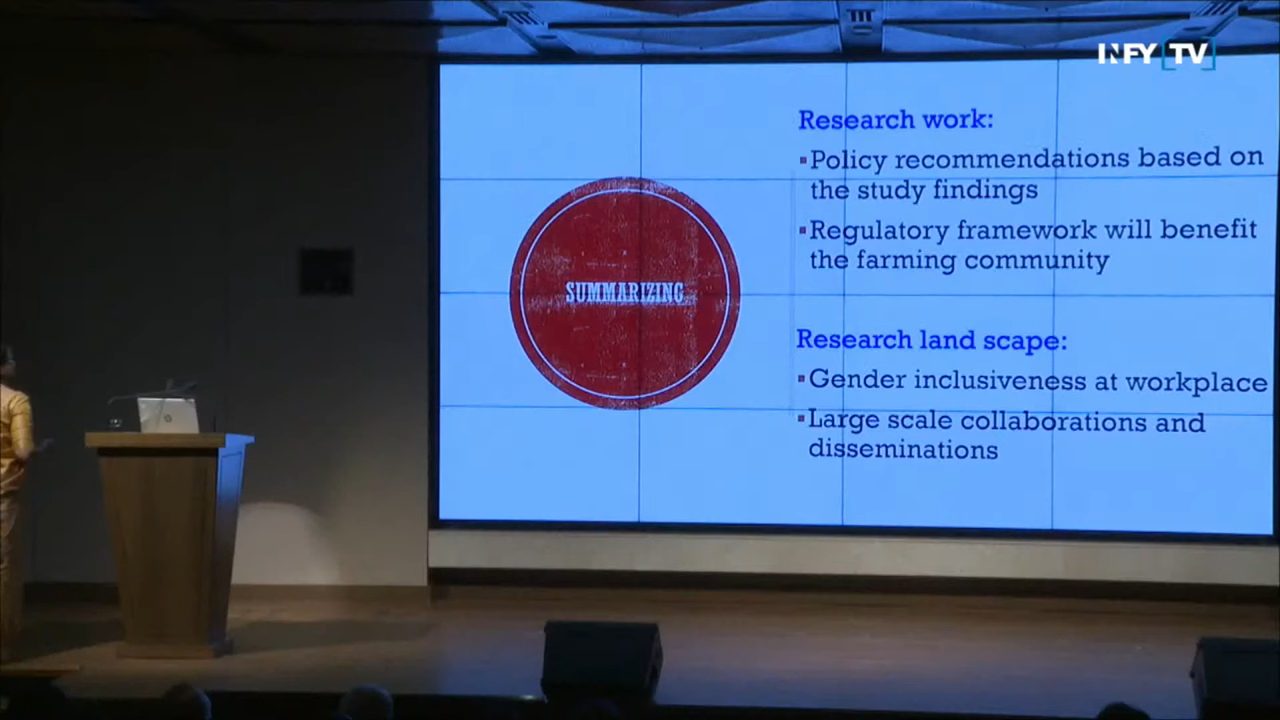 INFY TV
Research work:
▪Policy recommendations based on
the study findings
▪Regulatory framework will benefit
the farming community
SUMMARIZING
Research land scape:
▪Gender inclusiveness at workplace
▪Large scale collaborations and
disseminations